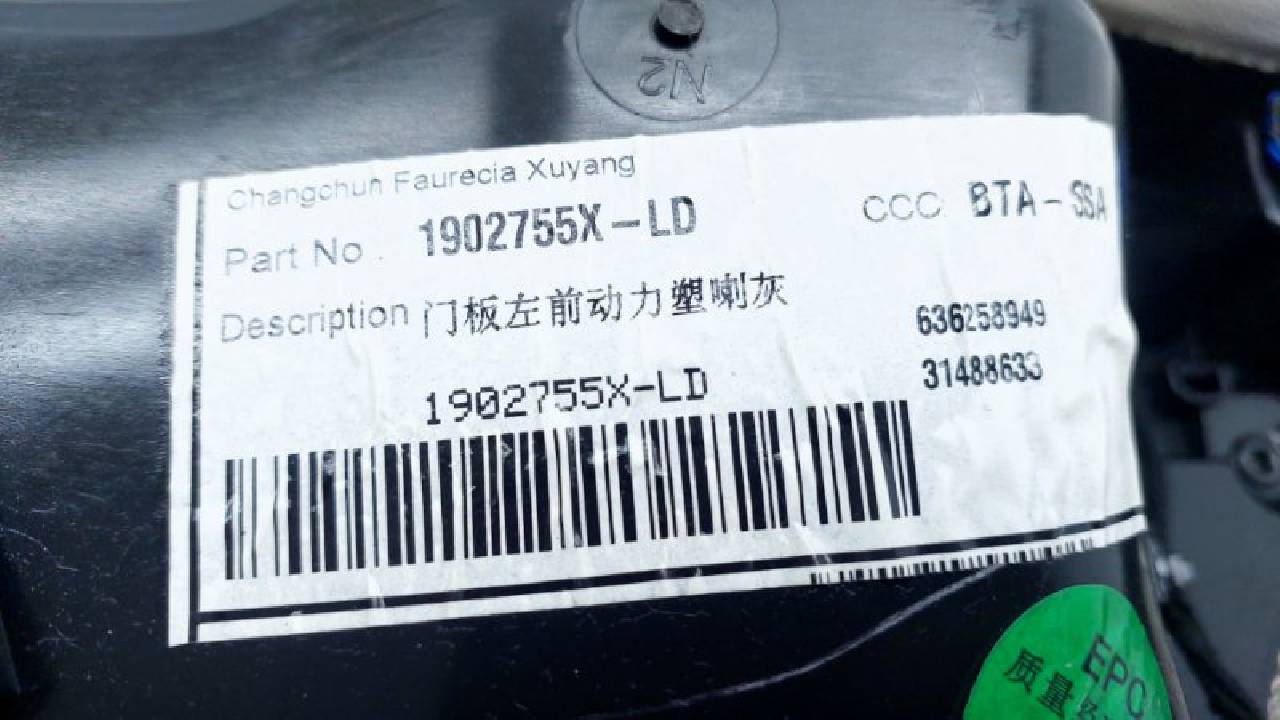 N2
Changchun Faurecia Xuyang
Part No. 1902755X-LD
CCC BTA-SSA
Description 门板左前动力塑喇灰
636258949
31488633
1902755X-LD
EPC
质量